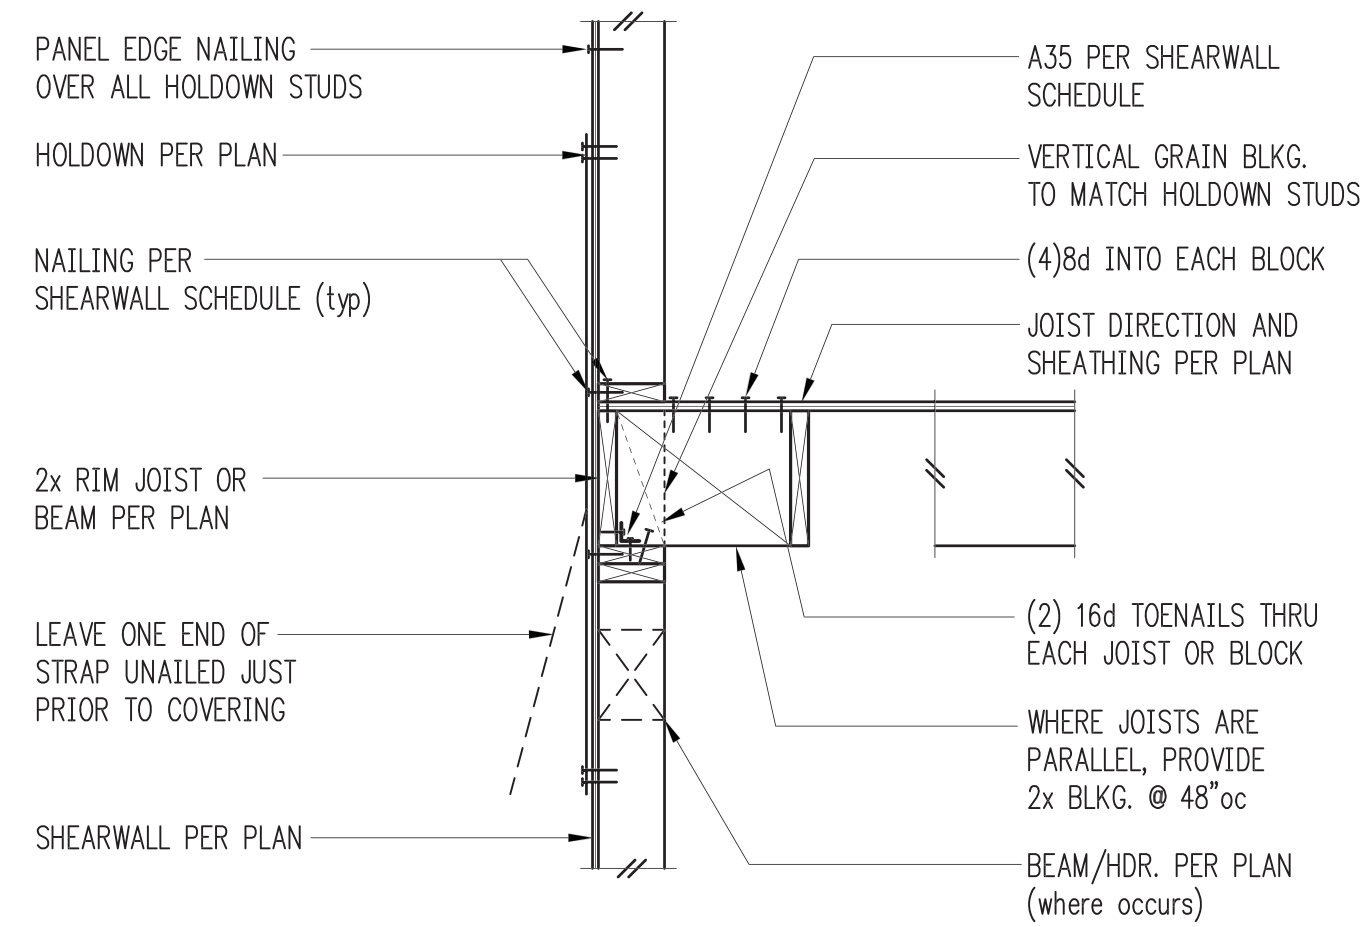 PANEL EDGE NAILING
OVER ALL HOLDOWN STUDS
HOLDOWN PER PLAN
NAILING PER
SHEARWALL SCHEDULE (typ)
2x RIM JOIST OR
BEAM PER PLAN
LEAVE ONE END OF
STRAP UNAILED JUST
PRIOR TO COVERING
SHEARWALL PER PLAN
A35 PER SHEARWALL
SCHEDULE
VERTICAL GRAIN BLKG.
TO MATCH HOLDOWN STUDS
(4)8d INTO EACH BLOCK
JOIST DIRECTION AND
SHEATHING PER PLAN
(2) 16d TOENAILS THRU
EACH JOIST OR BLOCK
WHERE JOISTS ARE
PARALLEL, PROVIDE
2x BLKG. @ 48”oc
BEAM/HDR. PER PLAN
(where occurs)